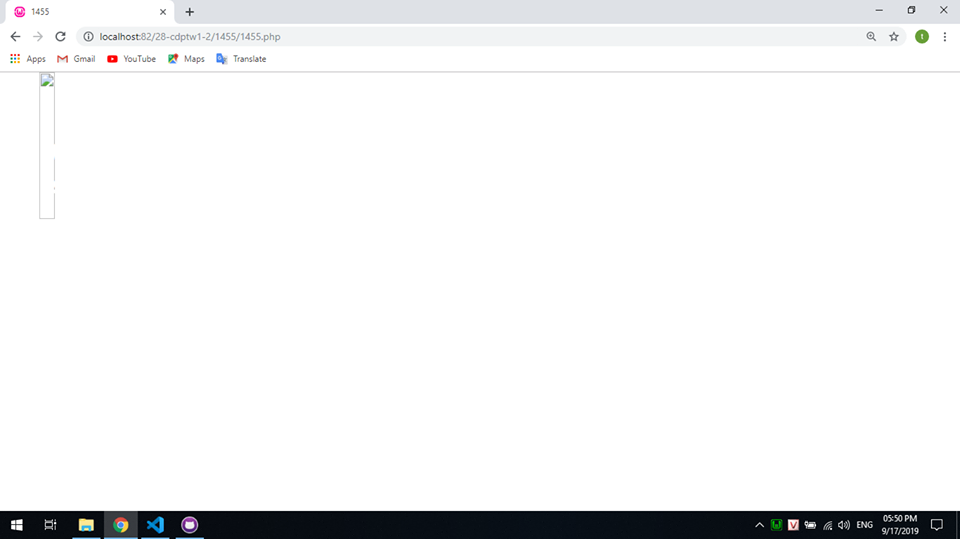 1455
localhost:82/28-cdptw1-2/1455/1455.php
t
Apps Gmail YouTube Maps Translate
ENG
05:50 PM
9/17/2019